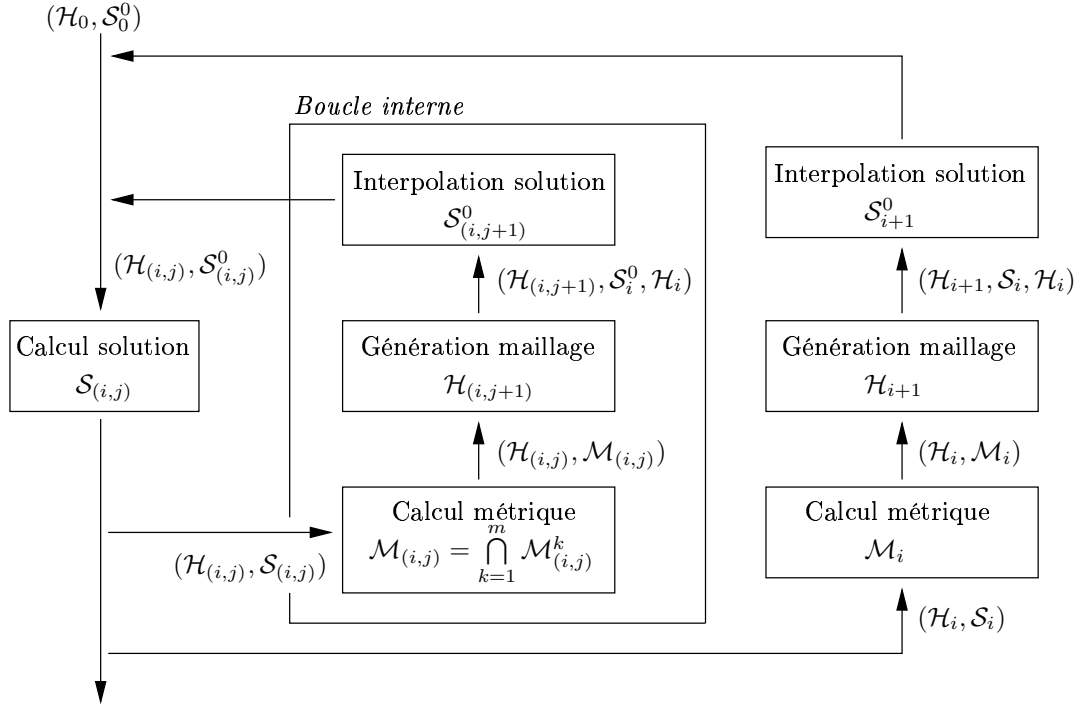 (ℋ₀, 𝒮₀⁰)
Boucle interne
Interpolation solution
𝒮⁰₍ᵢ,ⱼ₊₁₎
Interpolation solution
𝒮⁰ᵢ₊₁
(ℋ₍ᵢ,ⱼ₎, 𝒮⁰₍ᵢ,ⱼ₎)
(ℋ₍ᵢ,ⱼ₊₁₎, 𝒮ᵢ⁰, ℋᵢ)
(ℋᵢ₊₁, 𝒮ᵢ, ℋᵢ)
Calcul solution
𝒮₍ᵢ,ⱼ₎
Génération maillage
ℋ₍ᵢ,ⱼ₊₁₎
Génération maillage
ℋᵢ₊₁
(ℋ₍ᵢ,ⱼ₎, ℳ₍ᵢ,ⱼ₎)
(ℋᵢ, ℳᵢ)
Calcul métrique
ℳ₍ᵢ,ⱼ₎ = ⋂ₖ₌₁ᵐ ℳᵏ₍ᵢ,ⱼ₎
Calcul métrique
ℳᵢ
(ℋ₍ᵢ,ⱼ₎, 𝒮₍ᵢ,ⱼ₎)
(ℋᵢ, 𝒮ᵢ)